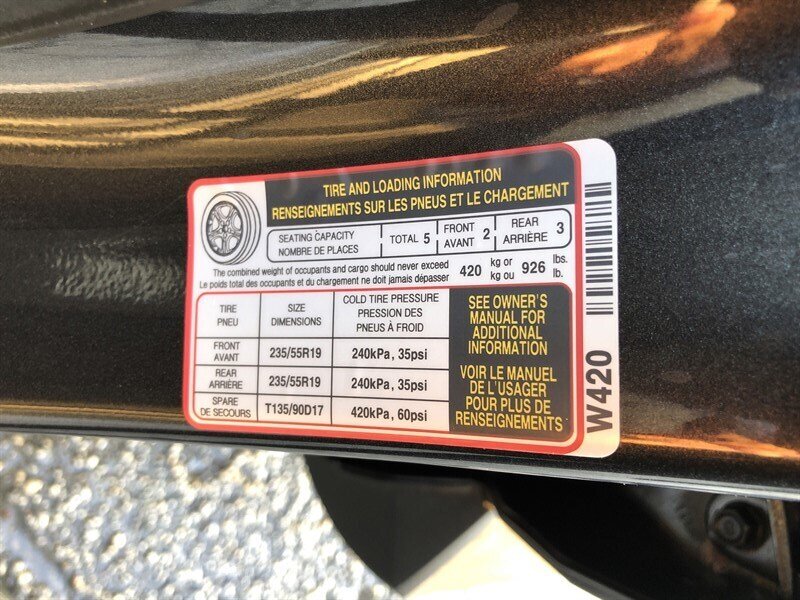 TIRE AND LOADING INFORMATION
RENSEIGNEMENTS SUR LES PNEUS ET LE CHARGEMENT
SEATING CAPACITY
NOMBRE DE PLACES
TOTAL 5
FRONT
AVANT 2
REAR
ARRIÈRE 3
The combined weight of occupants and cargo should never exceed
Le poids total des occupants et du chargement ne doit jamais dépasser
420 kg or
kg ou
926 lbs.
lb.
TIRE
PNEU
SIZE
DIMENSIONS
COLD TIRE PRESSURE
PRESSION DES
PNEUS À FROID
FRONT
AVANT
235/55R19
240kPa, 35psi
REAR
ARRIÈRE
235/55R19
240kPa, 35psi
SPARE
DE SECOURS
T135/90D17
420kPa, 60psi
SEE OWNER'S
MANUAL FOR
ADDITIONAL
INFORMATION
VOIR LE MANUEL
DE L'USAGER
POUR PLUS DE
RENSEIGNEMENTS
W420